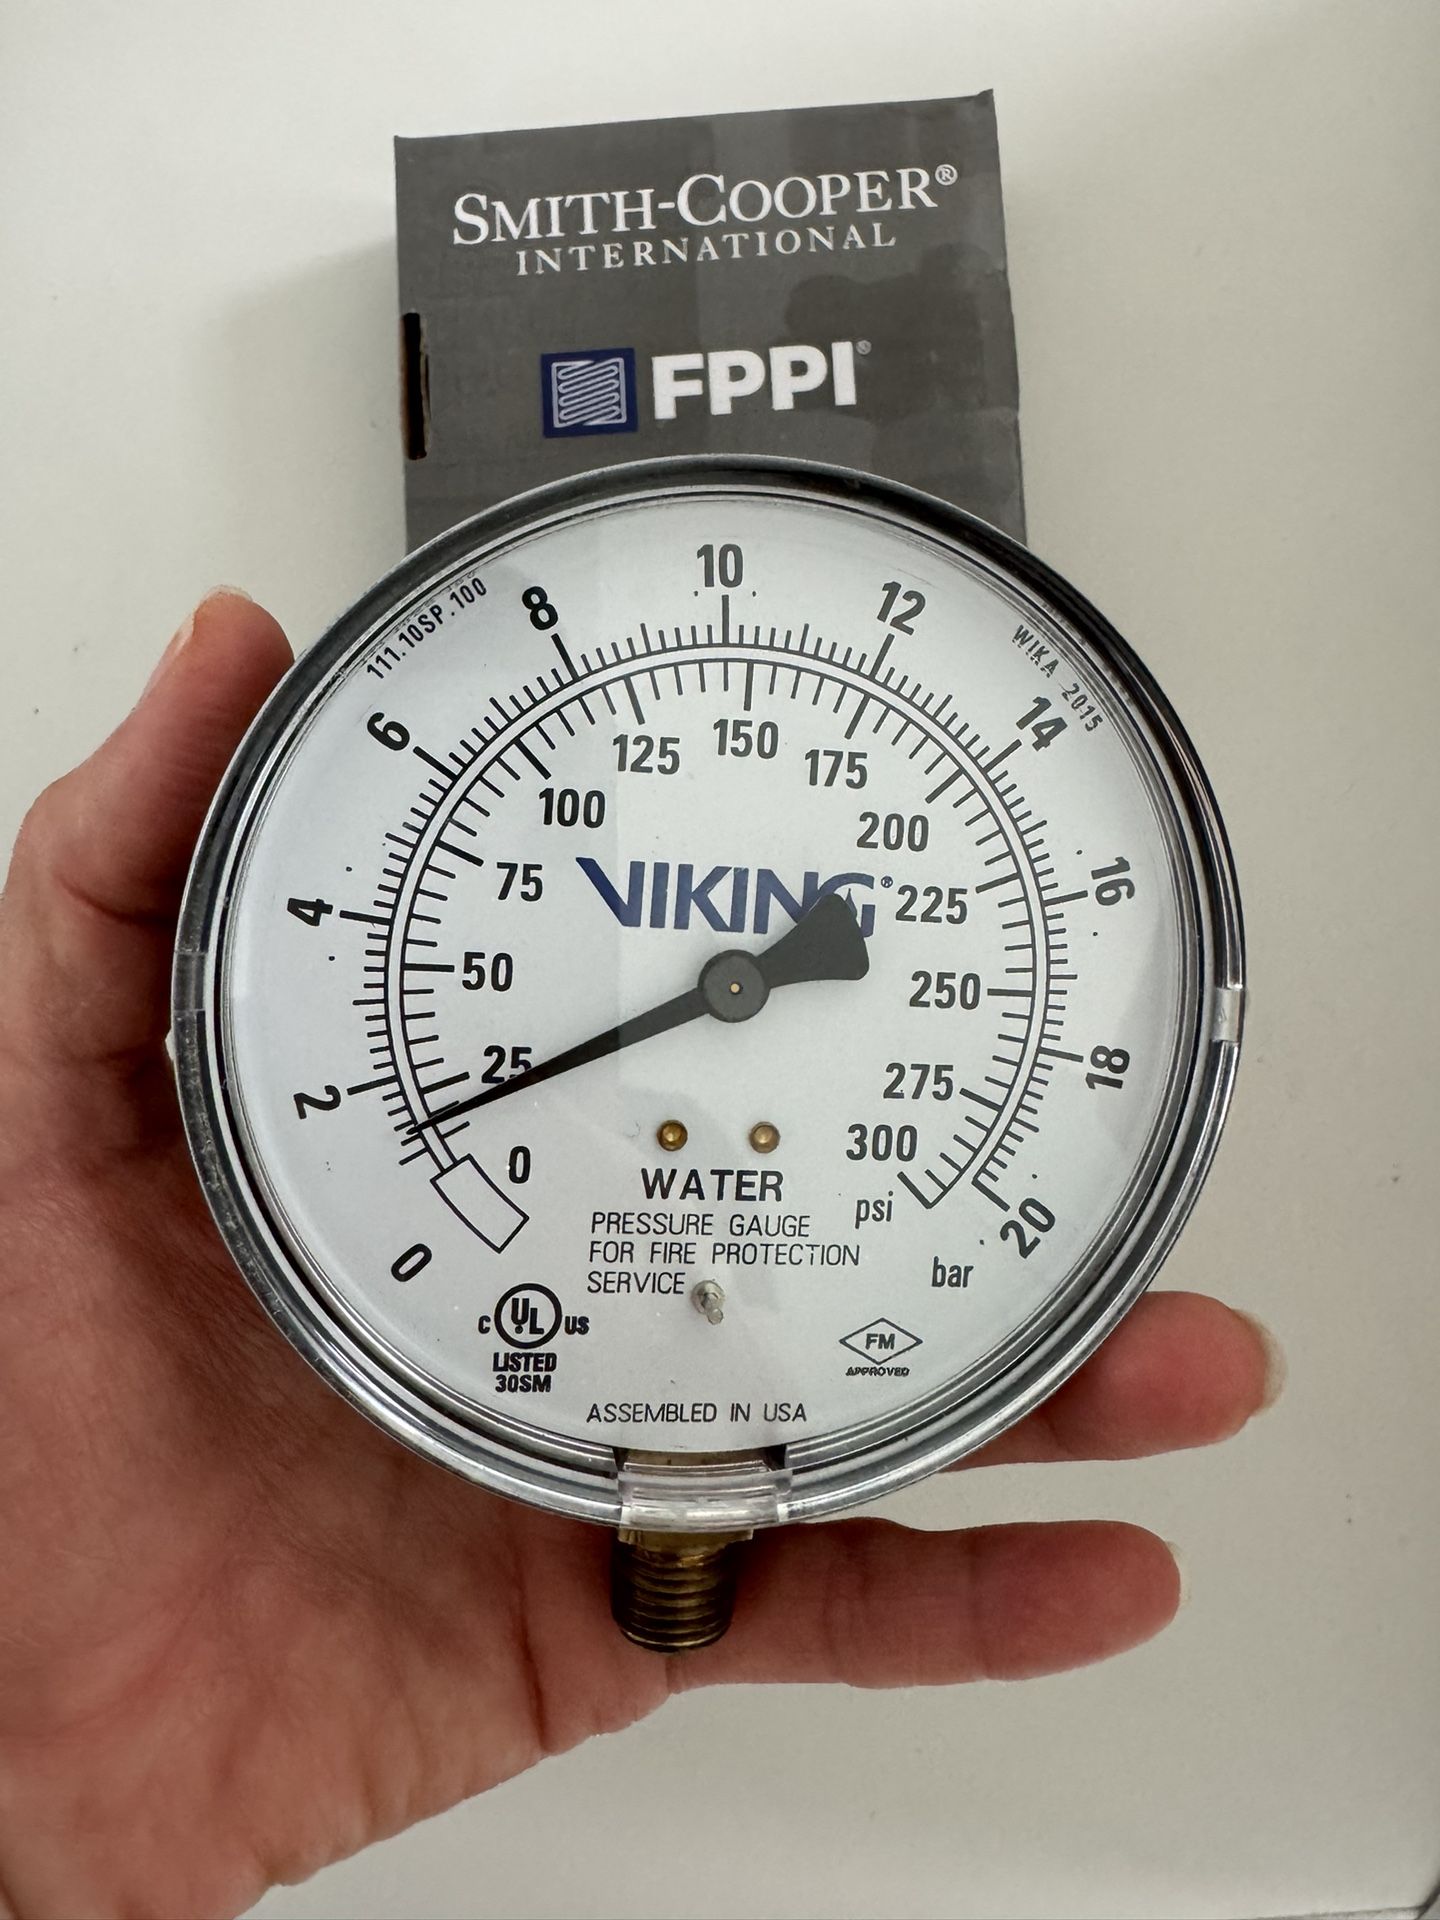 SMITH-COOPER®
INTERNATIONAL
FPPI®
111.10SP.100
WIKA 2015
0 2 4 6 8 10 12 14 16 18 20
bar
0 25 50 75 100 125 150 175 200 225 250 275 300
psi
VIKING®
WATER
PRESSURE GAUGE
FOR FIRE PROTECTION
SERVICE
C UL US
LISTED
30SM
FM
APPROVED
ASSEMBLED IN USA